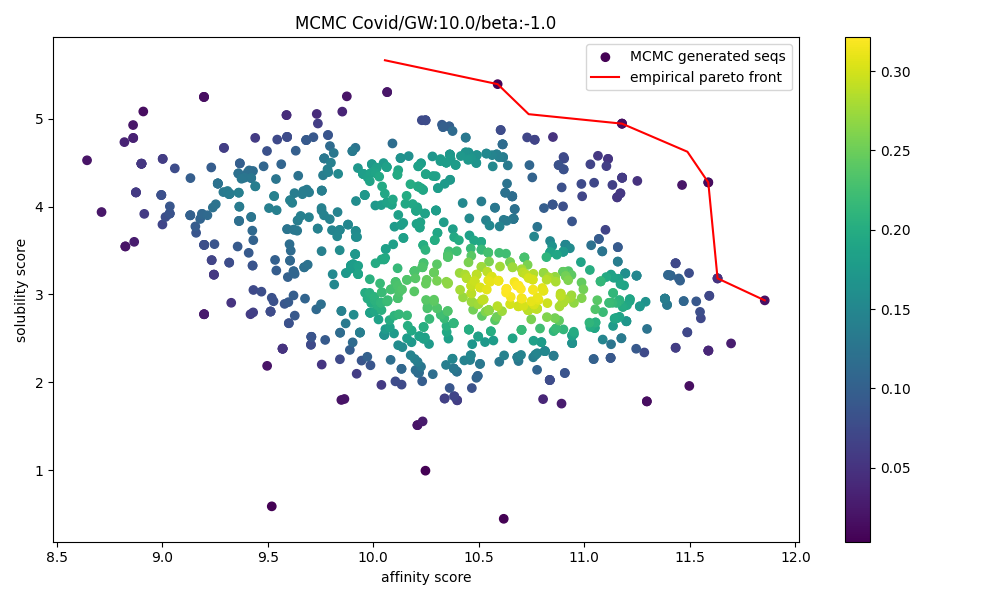 MCMC Covid/GW:10.0/beta:-1.0
MCMC generated seqs
empirical pareto front
solubility score
5
4
3
2
1
8.5 9.0 9.5 10.0 10.5 11.0 11.5 12.0
affinity score
0.30
0.25
0.20
0.15
0.10
0.05